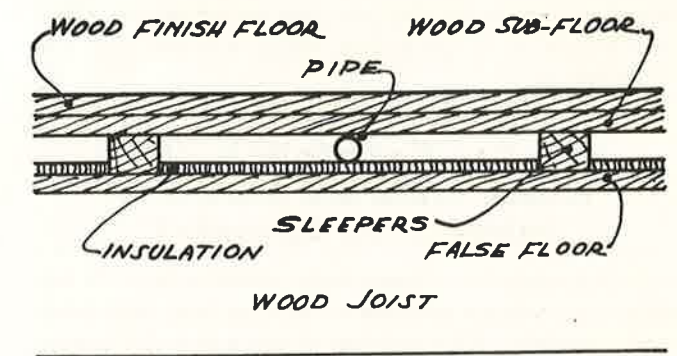 WOOD FINISH FLOOR
WOOD SUB-FLOOR
PIPE
SLEEPERS
INSULATION
FALSE FLOOR
WOOD JOIST